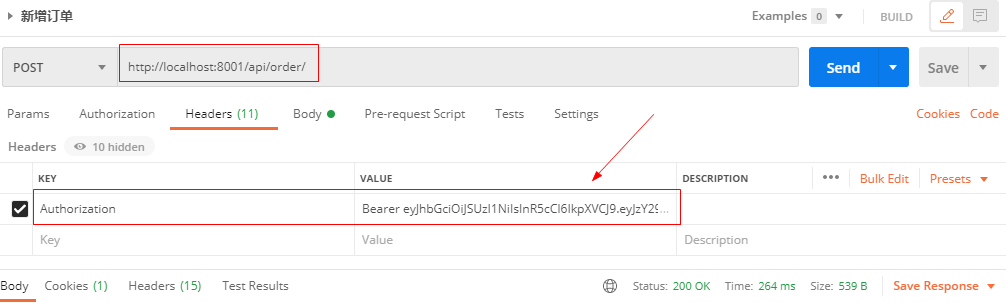 新增订单
Examples 0
BUILD
POST
http://localhost:8001/api/order/
Send
Save
Params
Authorization
Headers (11)
Body
Pre-request Script
Tests
Settings
Cookies
Code
Headers
10 hidden
KEY
VALUE
DESCRIPTION
Bulk Edit
Presets
Authorization
Bearer eyJhbGciOiJSUzI1NiIsInR5cCI6IkpXVCJ9.eyJzY29...
Key
Value
Description
Body
Cookies (1)
Headers (15)
Test Results
Status: 200 OK
Time: 264 ms
Size: 539 B
Save Response